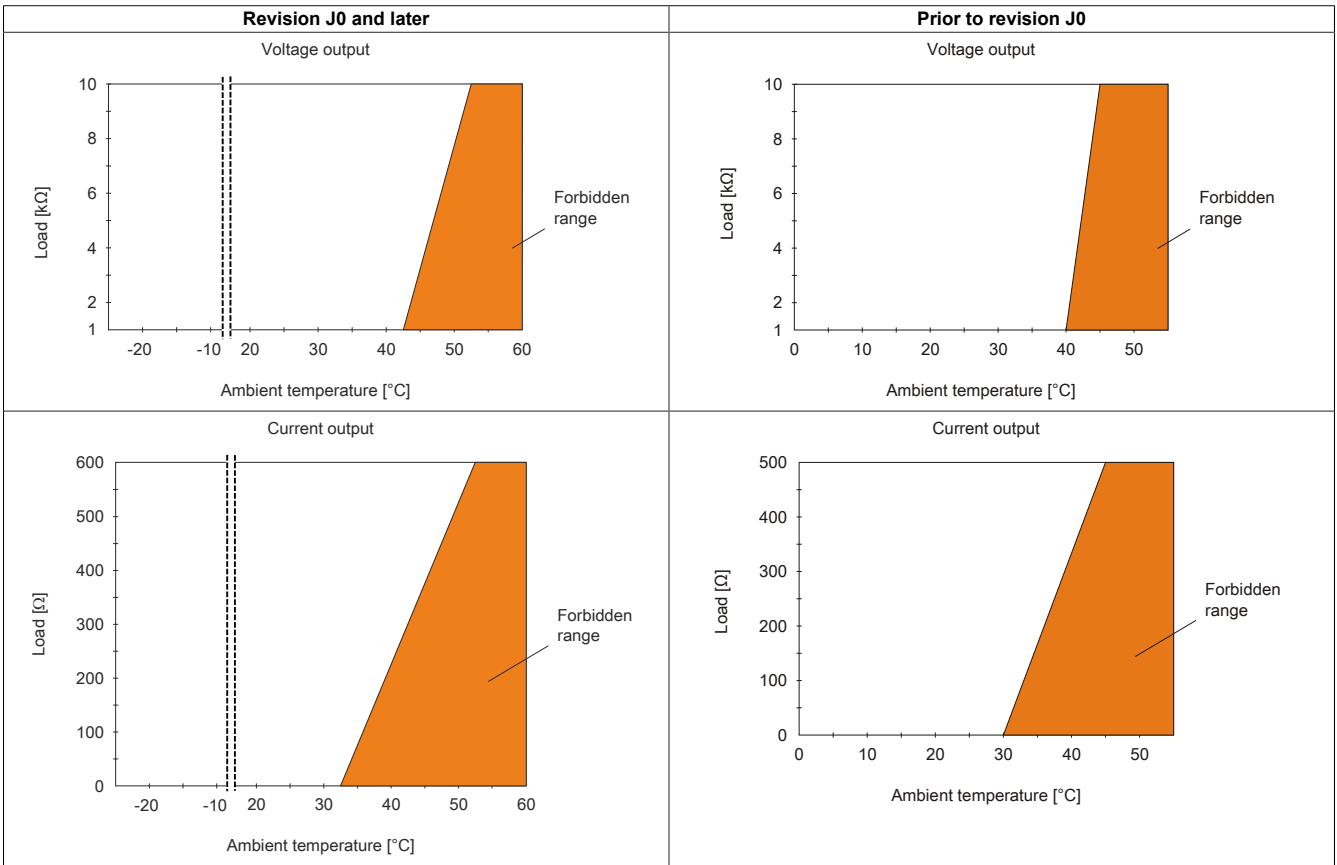 Revision J0 and later
Prior to revision J0
Voltage output
10
8
6
4
2
1
Load [kΩ]
-20 -10 20 30 40 50 60
Ambient temperature [°C]
Forbidden
range
Voltage output
10
8
6
4
2
1
Load [kΩ]
0 10 20 30 40 50
Ambient temperature [°C]
Forbidden
range
Current output
600
500
400
300
200
100
0
Load [Ω]
-20 -10 20 30 40 50 60
Ambient temperature [°C]
Forbidden
range
Current output
500
400
300
200
100
0
Load [Ω]
0 10 20 30 40 50
Ambient temperature [°C]
Forbidden
range